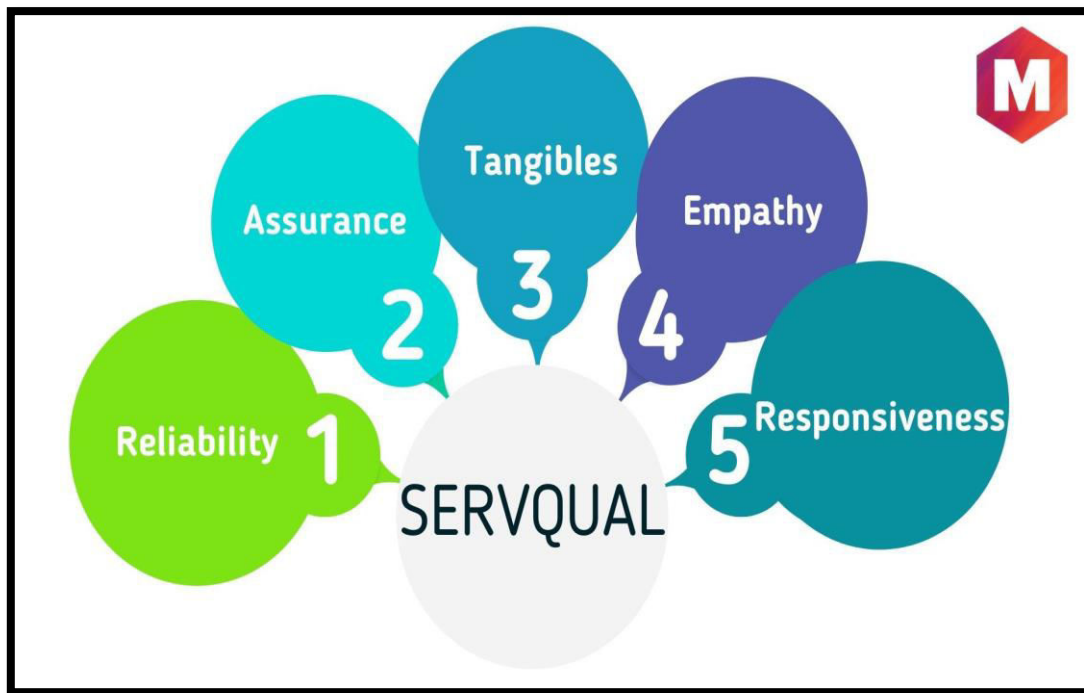 M
Tangibles
Empathy
Assurance
3
2
4
Responsiveness
Reliability
1
5
SERVQUAL